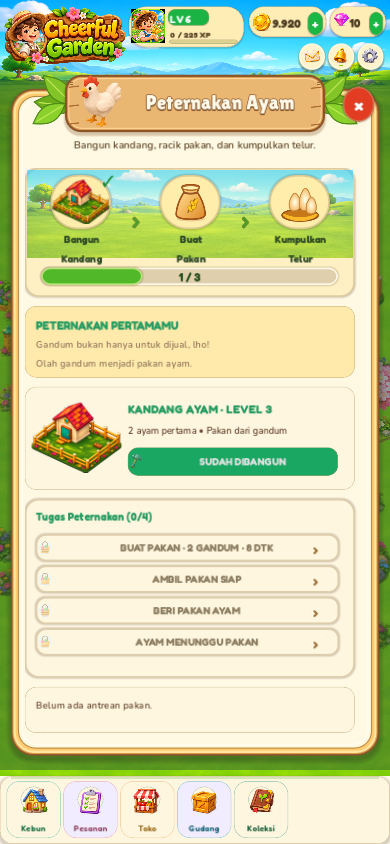 Cheerful
Garden
LV 6
0 / 225 XP
9.920
+
10
+
Peternakan Ayam
Bangun kandang, racik pakan, dan kumpulkan telur.
Bangun
Kandang
Buat
Pakan
Kumpulkan
Telur
1 / 3
PETERNAKAN PERTAMAMU
Gandum bukan hanya untuk dijual, lho!
Olah gandum menjadi pakan ayam.
KANDANG AYAM · LEVEL 3
2 ayam pertama • Pakan dari gandum
SUDAH DIBANGUN
Tugas Peternakan (0/4)
BUAT PAKAN · 2 GANDUM · 8 DTK
AMBIL PAKAN SIAP
BERI PAKAN AYAM
AYAM MENUNGGU PAKAN
Belum ada antrean pakan.
Kebun
Pesanan
Toko
Gudang
Koleksi